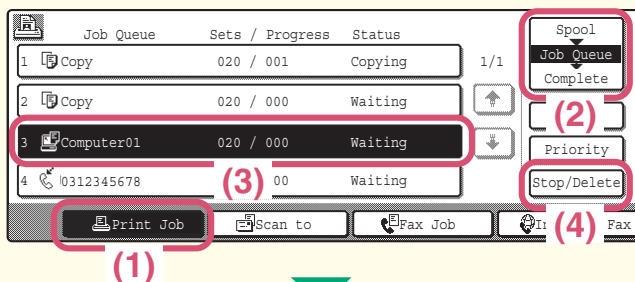 Job Queue Sets / Progress Status
1 Copy 020 / 001 Copying
2 Copy 020 / 000 Waiting
3 Computer01 020 / 000 Waiting
4 0312345678 00 Waiting
1/1
Spool
Job Queue
Complete
(2)
Priority
Stop/Delete
(3)
(4)
Print Job Scan to Fax Job Fax
(1)